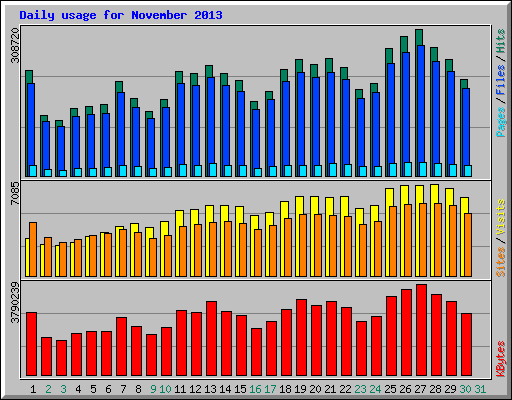 Daily usage for November 2013
308720
Pages / Files / Hits
7085
Sites / Visits
3790239
KBytes
1 2 3 4 5 6 7 8 9 10 11 12 13 14 15 16 17 18 19 20 21 22 23 24 25 26 27 28 29 30 31